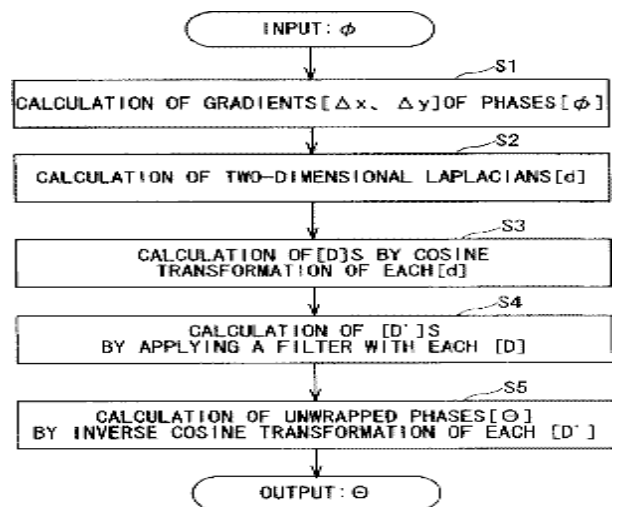 INPUT: ϕ
S1
CALCULATION OF GRADIENTS[Δx、Δy]OF PHASES[ϕ]
S2
CALCULATION OF TWO-DIMENSIONAL LAPLACIANS[d]
S3
CALCULATION OF[D]S BY COSINE
TRANSFORMATION OF EACH[d]
S4
CALCULATION OF [D']S
BY APPLYING A FILTER WITH EACH [D]
S5
CALCULATION OF UNWRAPPED PHASES[Θ]
BY INVERSE COSINE TRANSFORMATION OF EACH [D']
OUTPUT: Θ